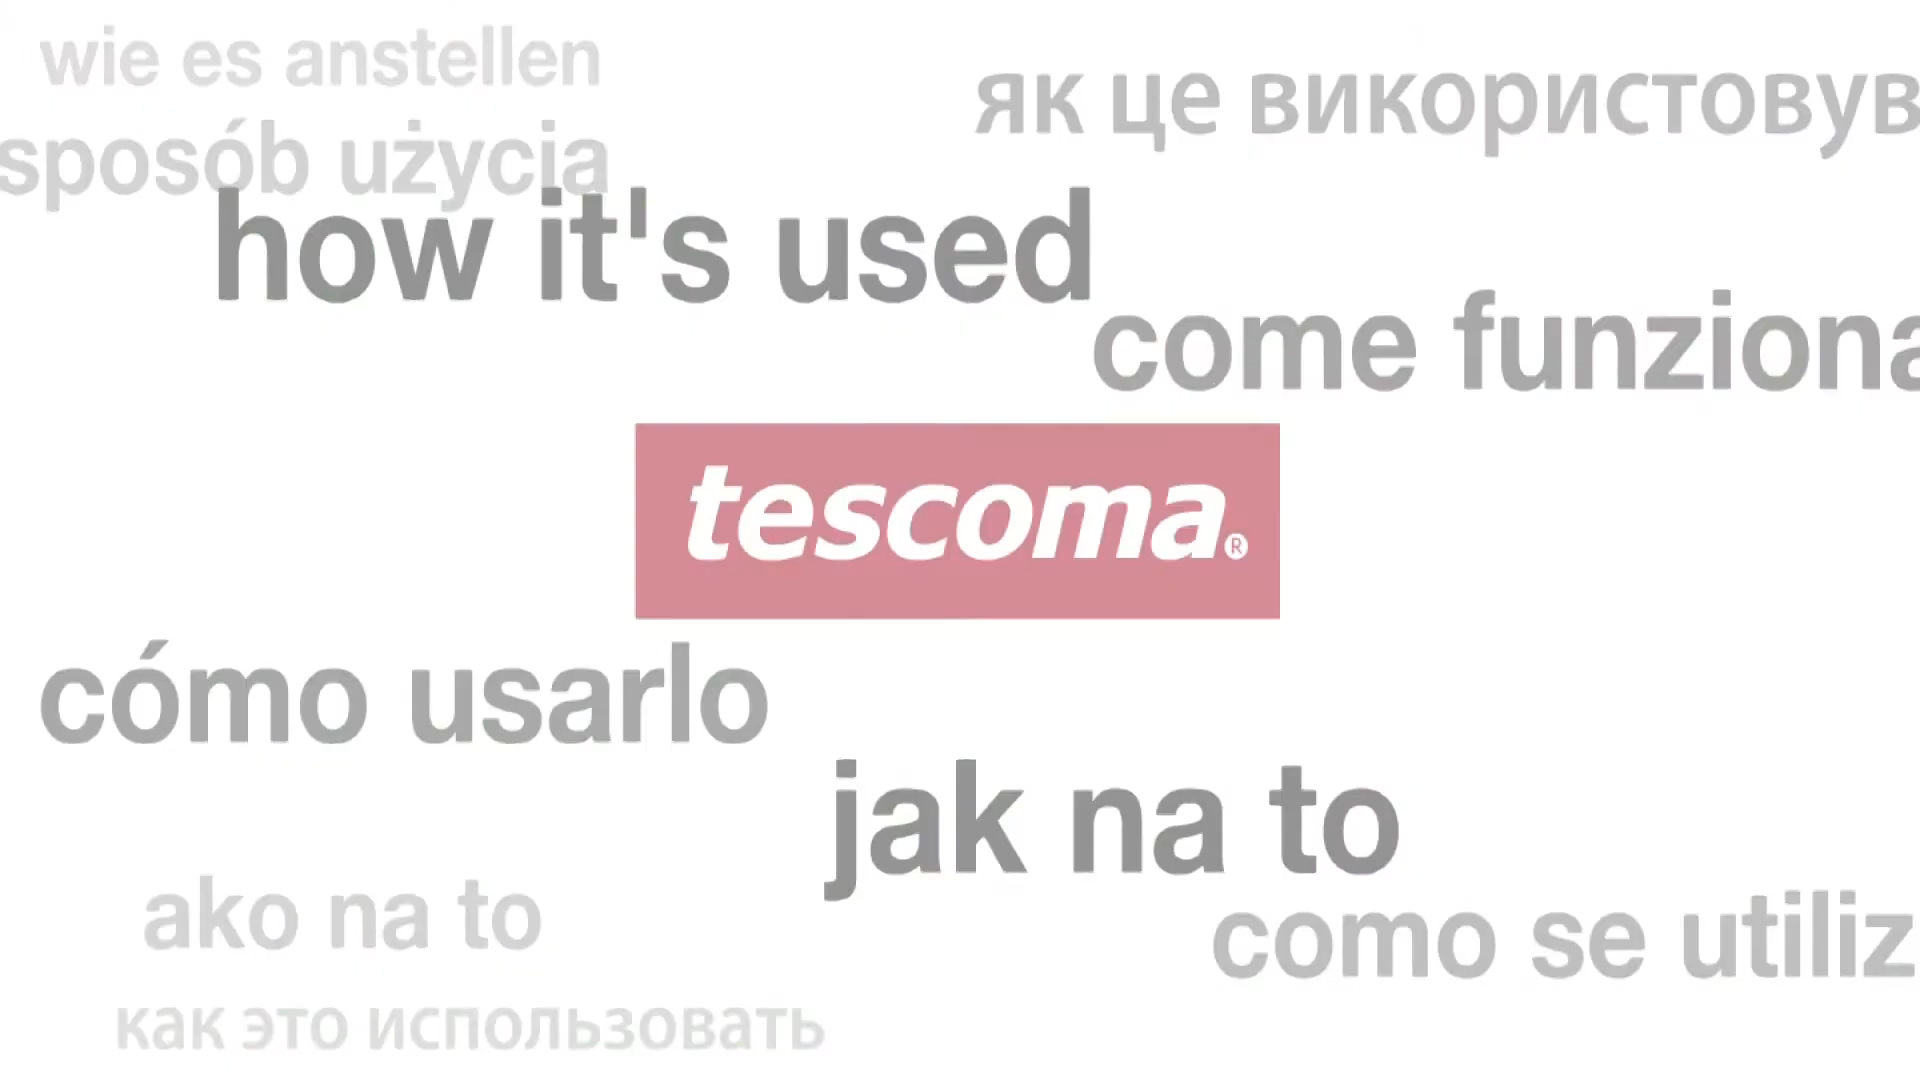 wie es anstellen
як це використовув
sposób użycia
how it's used
come funziona
tescoma®
cómo usarlo
jak na to
ako na to
como se utiliz
как это использовать